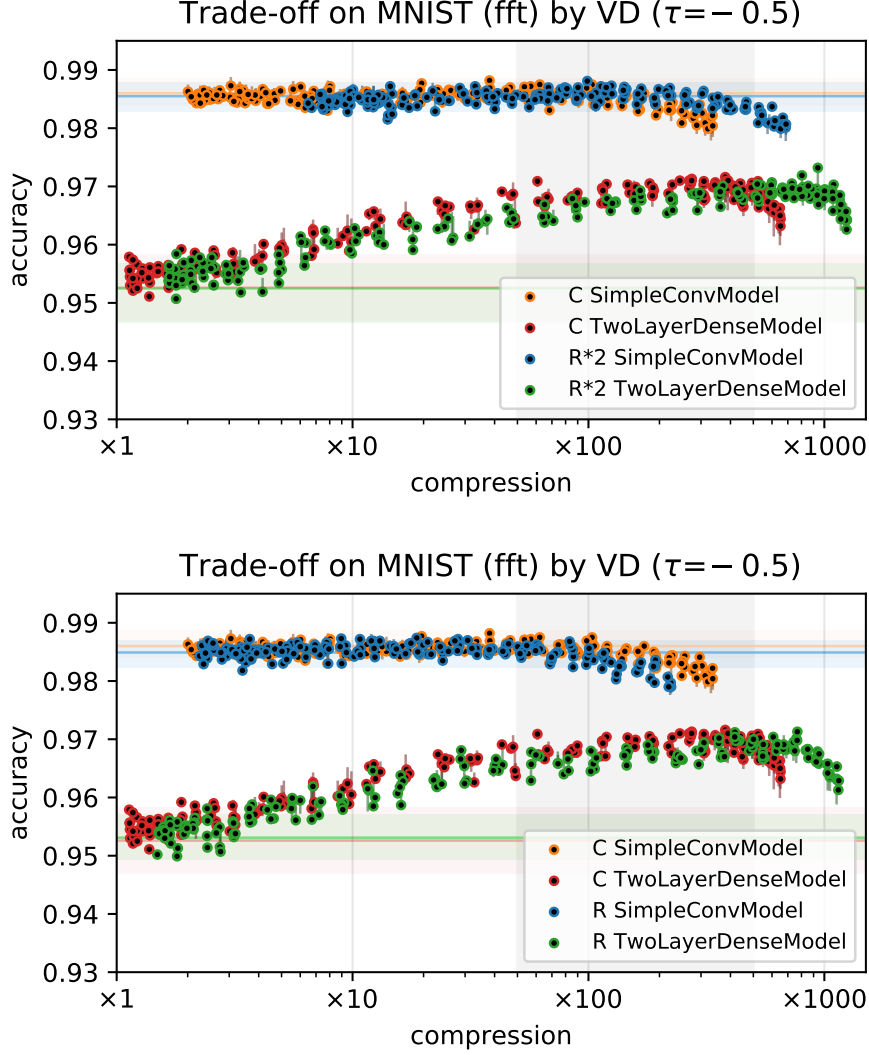 Trade-off on MNIST (fft) by VD (τ=− 0.5)
0.99
0.98
0.97
0.96
0.95
0.94
0.93
accuracy
C SimpleConvModel
C TwoLayerDenseModel
R*2 SimpleConvModel
R*2 TwoLayerDenseModel
×1 ×10 ×100 ×1000
compression
Trade-off on MNIST (fft) by VD (τ=− 0.5)
0.99
0.98
0.97
0.96
0.95
0.94
0.93
accuracy
C SimpleConvModel
C TwoLayerDenseModel
R SimpleConvModel
R TwoLayerDenseModel
×1 ×10 ×100 ×1000
compression